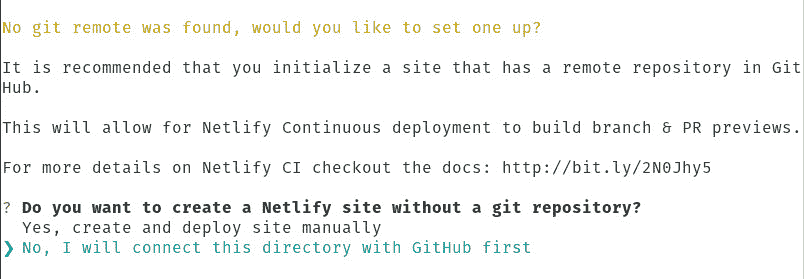 No git remote was found, would you like to set one up?
It is recommended that you initialize a site that has a remote repository in Git
Hub.
This will allow for Netlify Continuous deployment to build branch & PR previews.
For more details on Netlify CI checkout the docs: http://bit.ly/2N0Jhy5
? Do you want to create a Netlify site without a git repository?
Yes, create and deploy site manually
❯ No, I will connect this directory with GitHub first